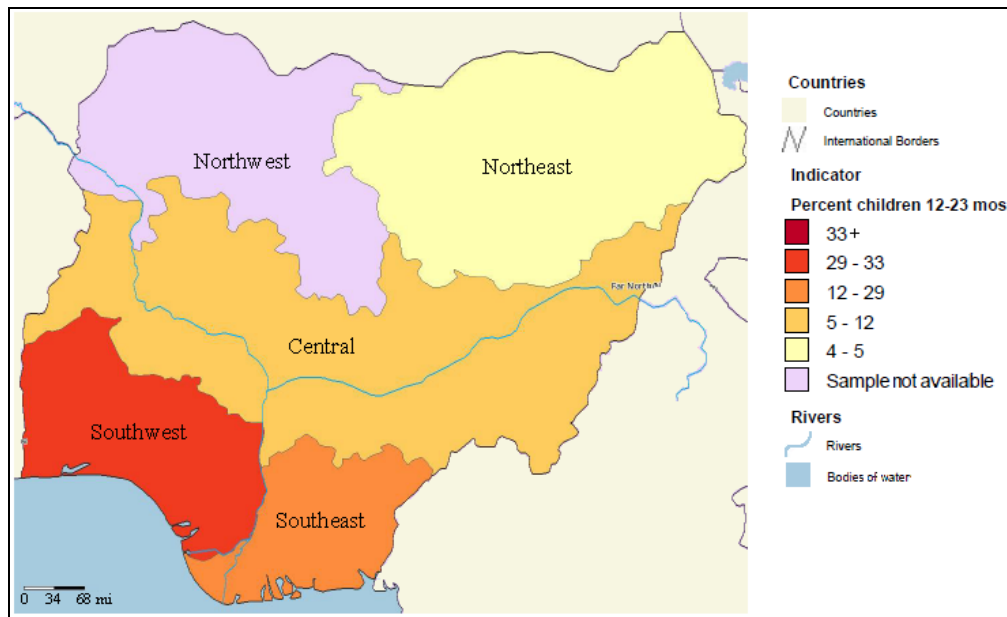 Northwest
Northeast
Far North
Central
Southwest
Southeast
0 34 68 mi
Countries
Countries
International Borders
Indicator
Percent children 12-23 mos
33+
29 - 33
12 - 29
5 - 12
4 - 5
Sample not available
Rivers
Rivers
Bodies of water